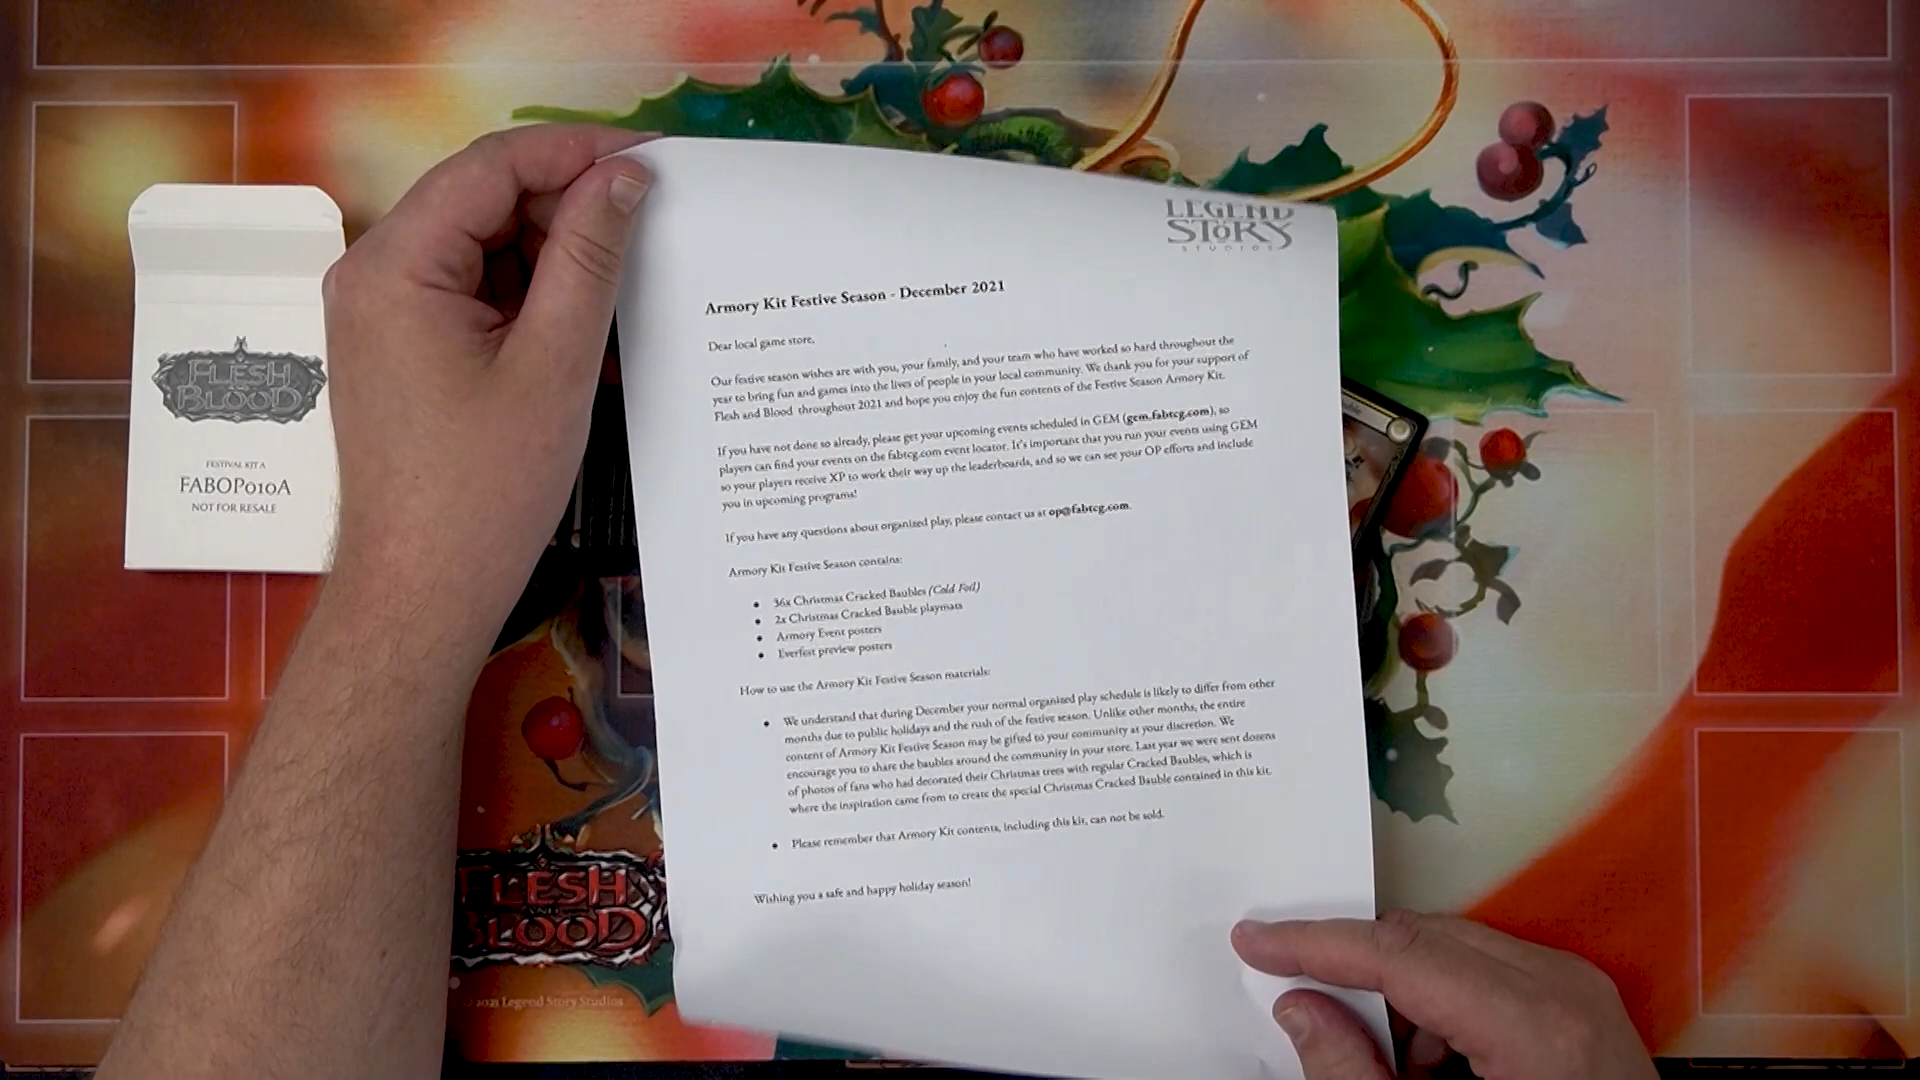 LEGEND
STORY
STUDIOS
Armory Kit Festive Season - December 2021
Dear local game store,
Our festive season wishes are with you, your family, and your team who have worked so hard throughout the
year to bring fun and games into the lives of people in your local community. We thank you for your support of
Flesh and Blood throughout 2021 and hope you enjoy the fun contents of the Festive Season Armory Kit.
If you have not done so already, please get your upcoming events scheduled in GEM (gem.fabtcg.com), so
players can find your events on the fabtcg.com event locator. It's important that you run your events using GEM
so your players receive XP to work their way up the leaderboards, and so we can see your OP efforts and include
you in upcoming programs!
If you have any questions about organized play, please contact us at op@fabtcg.com.
Armory Kit Festive Season contains:
• 36x Christmas Cracked Baubles (Cold Foil)
• 2x Christmas Cracked Bauble playmats
• Armory Event posters
• Everfest preview posters
How to use the Armory Kit Festive Season materials:
• We understand that during December your normal organized play schedule is likely to differ from other
months due to public holidays and the rush of the festive season. Unlike other months, the entire
content of Armory Kit Festive Season may be gifted to your community at your discretion. We
encourage you to share the baubles around the community in your store. Last year we were sent dozens
of photos of fans who had decorated their Christmas trees with regular Cracked Baubles, which is
where the inspiration came from to create the special Christmas Cracked Bauble contained in this kit.
• Please remember that Armory Kit contents, including this kit, can not be sold.
Wishing you a safe and happy holiday season!
FLESH
AND
BLOOD
FESTIVAL KIT A
FABOP010A
NOT FOR RESALE
FLESH
AND
BLOOD
© 2021 Legend Story Studios